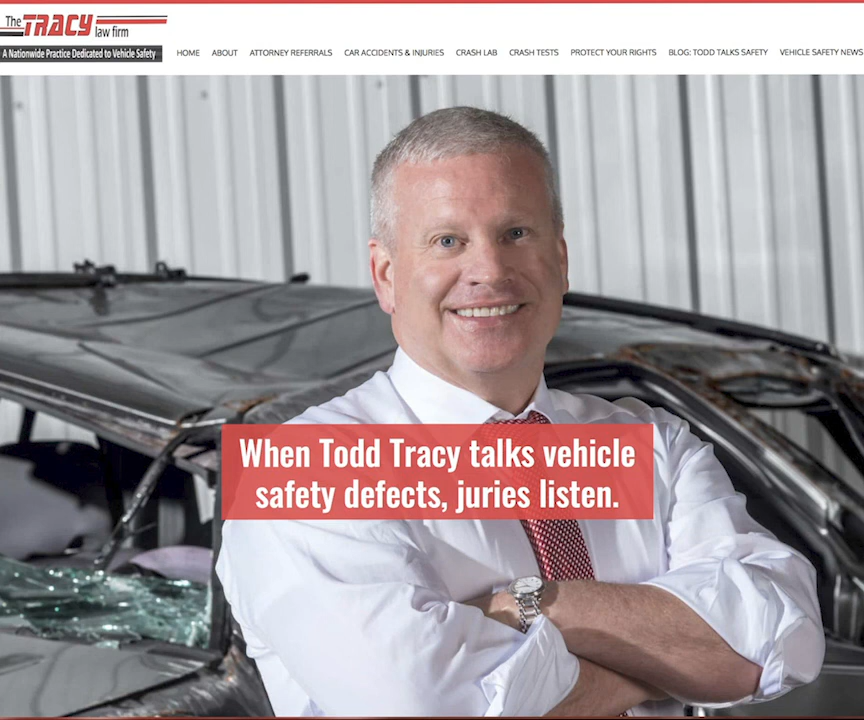 The TRACY law firm
A Nationwide Practice Dedicated to Vehicle Safety
HOME ABOUT ATTORNEY REFERRALS CAR ACCIDENTS & INJURIES CRASH LAB CRASH TESTS PROTECT YOUR RIGHTS BLOG: TODD TALKS SAFETY VEHICLE SAFETY NEWS
When Todd Tracy talks vehicle
safety defects, juries listen.